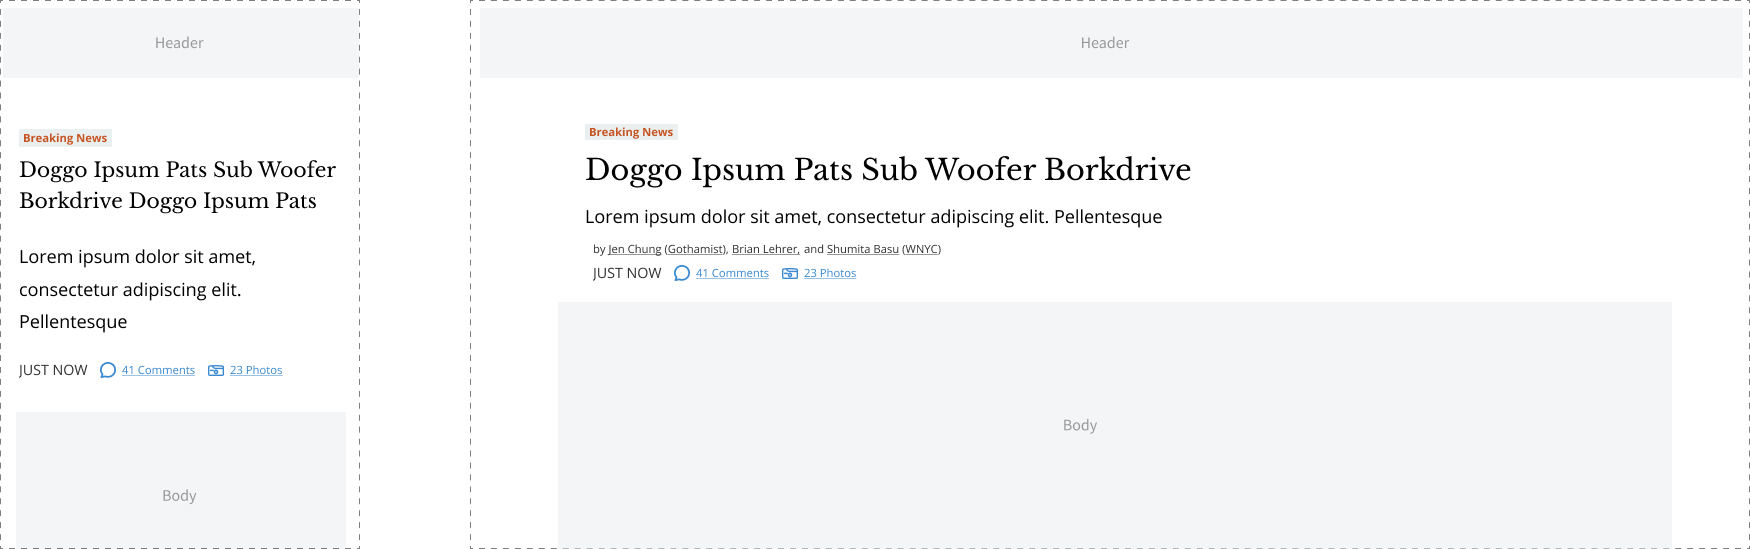 Header
Breaking News
Doggo Ipsum Pats Sub Woofer
Borkdrive Doggo Ipsum Pats
Lorem ipsum dolor sit amet,
consectetur adipiscing elit.
Pellentesque
JUST NOW 41 Comments 23 Photos
Body
Header
Breaking News
Doggo Ipsum Pats Sub Woofer Borkdrive
Lorem ipsum dolor sit amet, consectetur adipiscing elit. Pellentesque
by Jen Chung (Gothamist), Brian Lehrer, and Shumita Basu (WNYC)
JUST NOW 41 Comments 23 Photos
Body